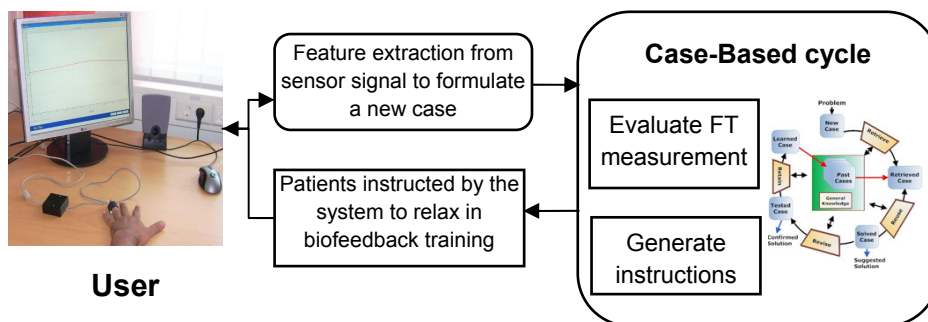 User
Feature extraction from
sensor signal to formulate
a new case
Patients instructed by the
system to relax in
biofeedback training
Case-Based cycle
Evaluate FT
measurement
Generate
instructions
Problem
New
Case
Retrieve
Learned
Case
Past
Cases
Retrieved
Case
Retain
General
Knowledge
Reuse
Tested
Case
Solved
Case
Revise
Confirmed
Solution
Suggested
Solution